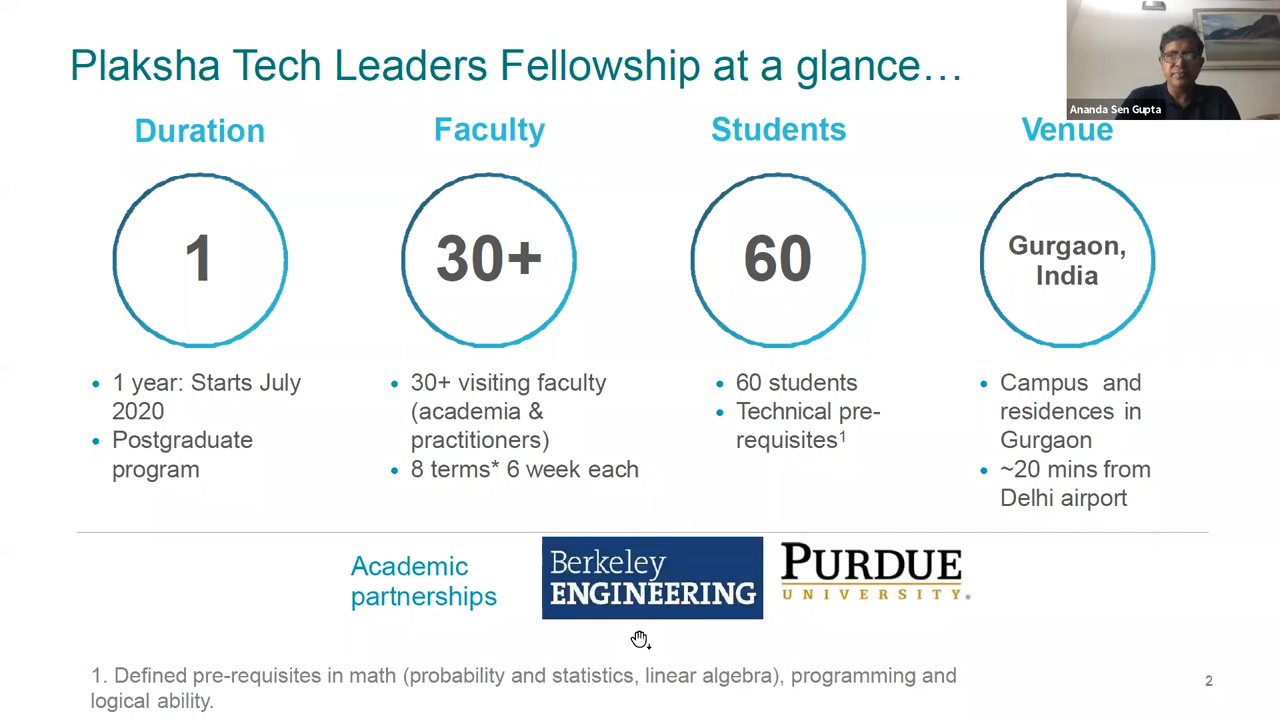 Plaksha Tech Leaders Fellowship at a glance…
Ananda Sen Gupta
Duration
Faculty
Students
Venue
1
30+
60
Gurgaon,
India
• 1 year: Starts July
2020
• Postgraduate
program
• 30+ visiting faculty
(academia &
practitioners)
• 8 terms* 6 week each
• 60 students
• Technical pre-
requisites¹
• Campus and
residences in
Gurgaon
• ~20 mins from
Delhi airport
Academic
partnerships
Berkeley
ENGINEERING
PURDUE
UNIVERSITY®
1. Defined pre-requisites in math (probability and statistics, linear algebra), programming and
logical ability.
2